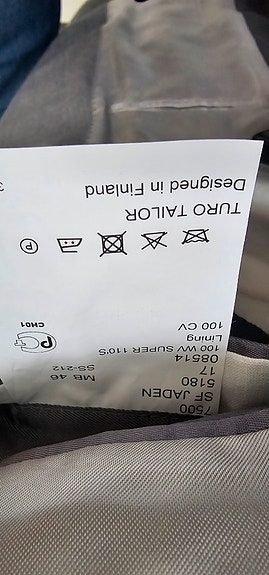 7500
SF JADEN
5180 MB 46
17 SS-212
08514
100 WV SUPER 110'S
Lining
100 CV
CH01
P
TURO TAILOR
Designed in Finland